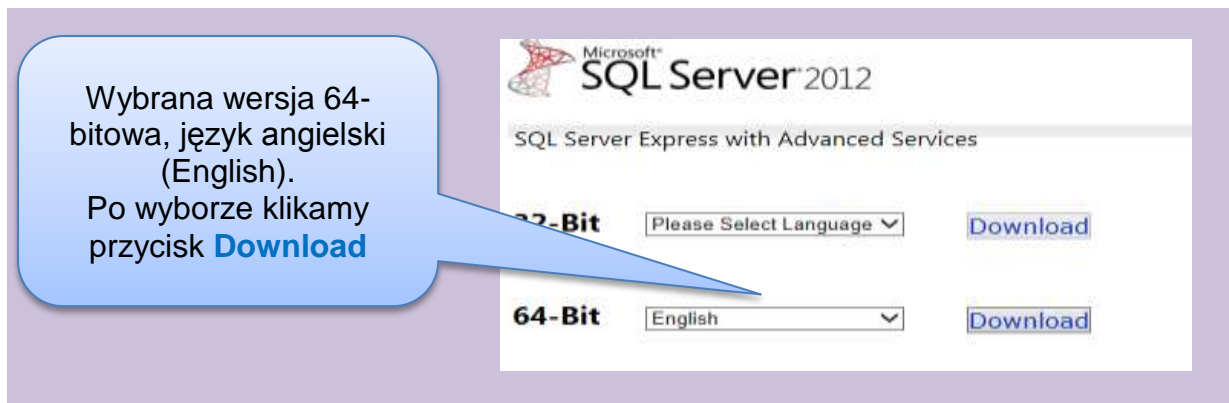 Wybrana wersja 64-
bitowa, język angielski
(English).
Po wyborze klikamy
przycisk Download
Microsoft®
SQL Server 2012
SQL Server Express with Advanced Services
32-Bit Please Select Language Download
64-Bit English Download